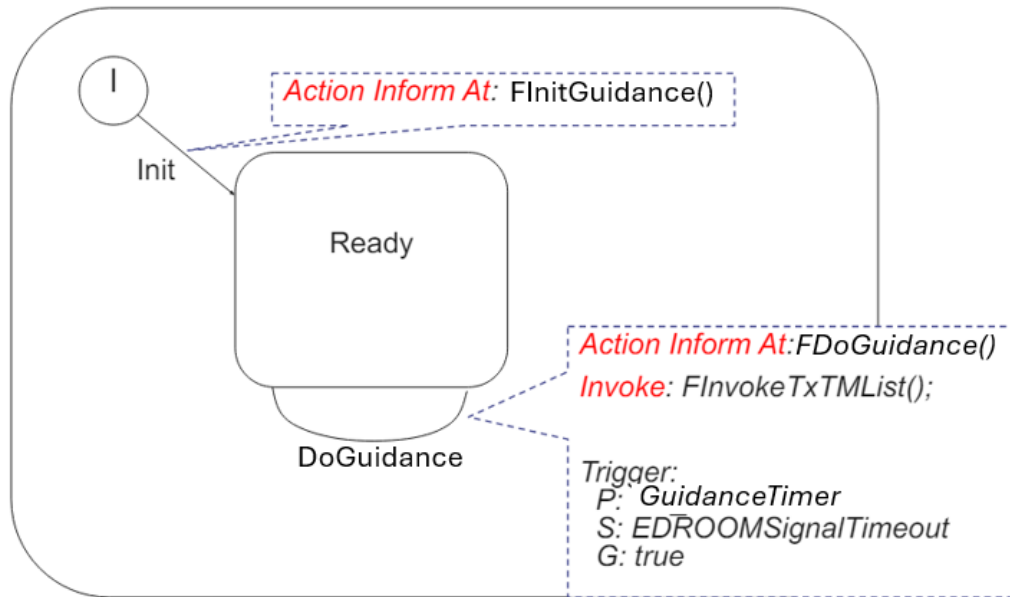 I
Action Inform At: FInitGuidance()
Init
Ready
Action Inform At:FDoGuidance()
Invoke: FInvokeTxTMList();
DoGuidance
Trigger:
P: GuidanceTimer
S: EDROOMSignalTimeout
G: true